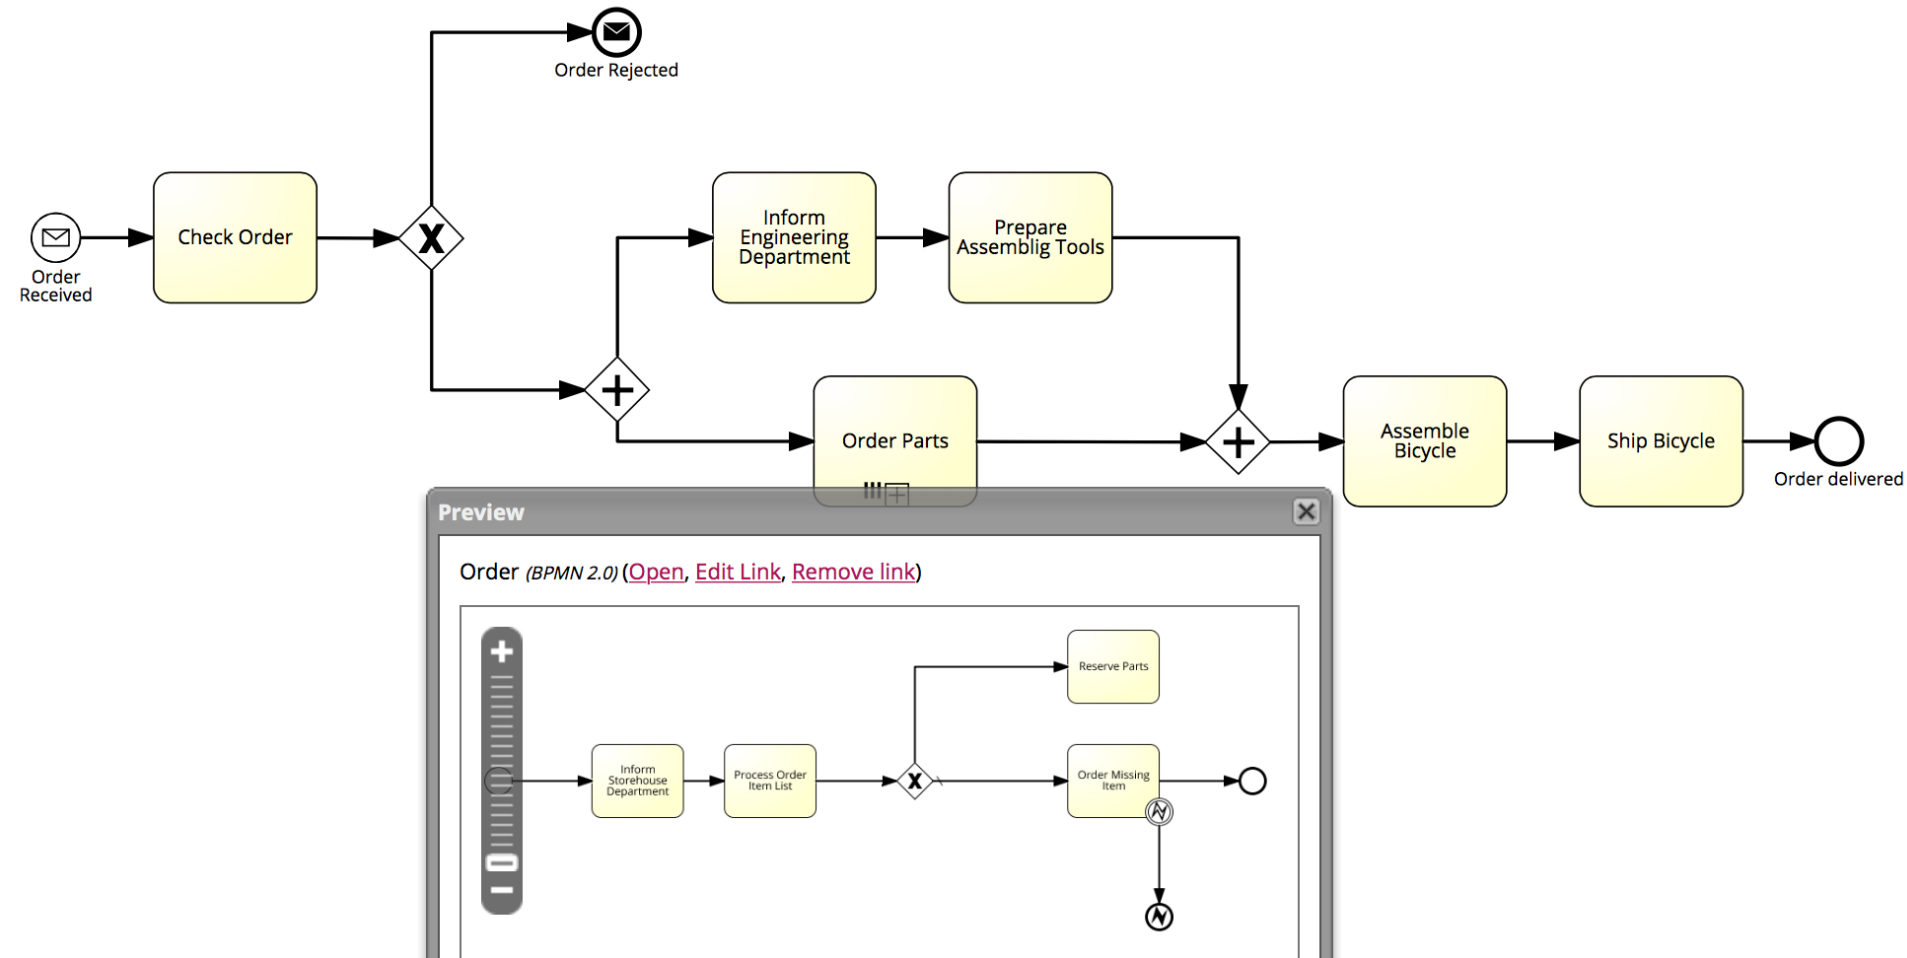 Order Rejected
Order
Received
Check Order
Inform
Engineering
Department
Prepare
Assemblig Tools
Order Parts
Assemble
Bicycle
Ship Bicycle
Order delivered
Preview
Order (BPMN 2.0) (Open, Edit Link, Remove link)
Reserve Parts
Inform
Storehouse
Department
Process Order
Item List
Order Missing
Item